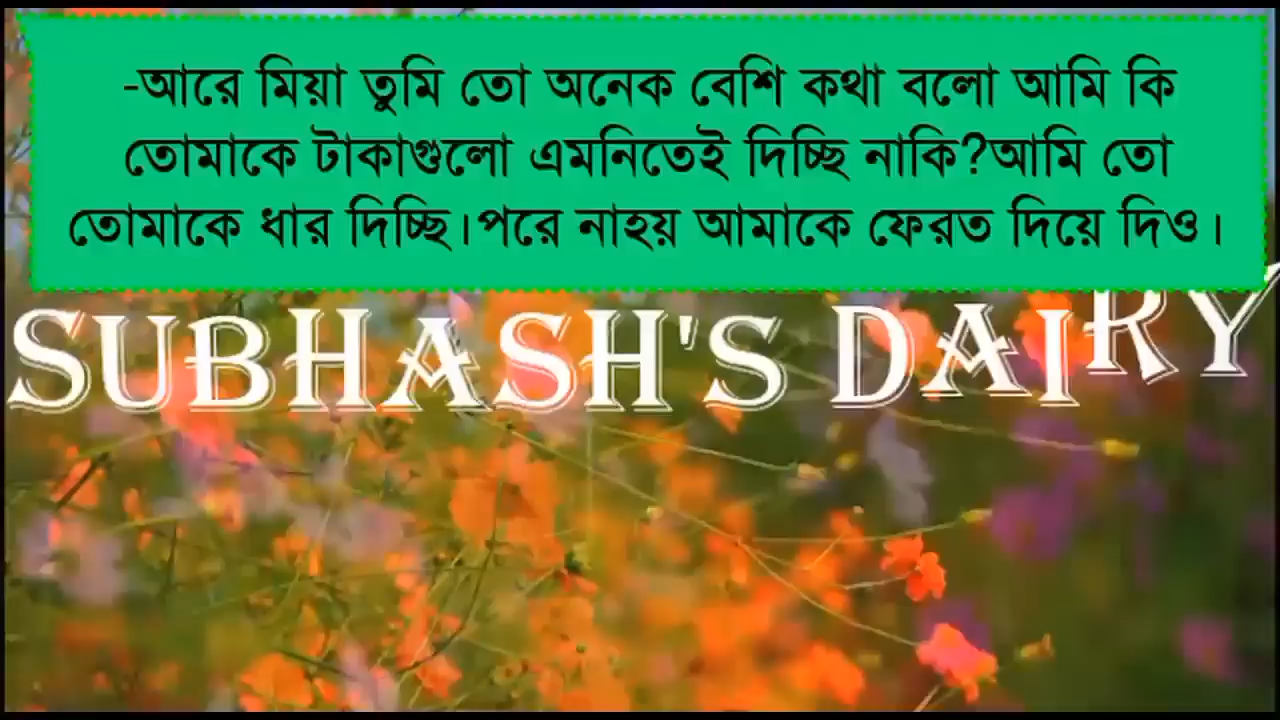 -আরে মিয়া তুমি তো অনেক বেশি কথা বলো আমি কি
তোমাকে টাকাগুলো এমনিতেই দিচ্ছি নাকি?আমি তো
তোমাকে ধার দিচ্ছি।পরে নাহয় আমাকে ফেরত দিয়ে দিও।
SUBHASH'S DAIRY